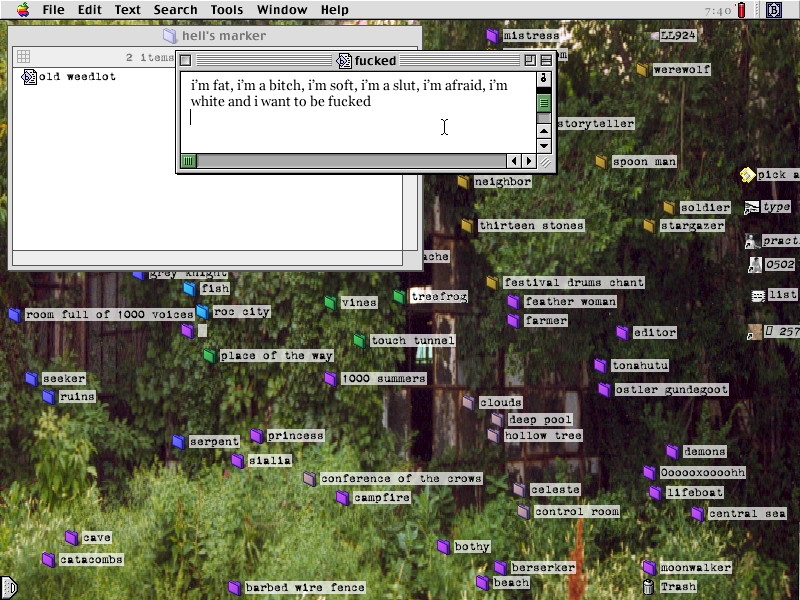 File Edit Text Search Tools Window Help
7:40
hell's marker
2 items
old weedlot
fucked
i'm fat, i'm a bitch, i'm soft, i'm a slut, i'm afraid, i'm
white and i want to be fucked
mistress
LL924
werewolf
storyteller
spoon man
pick a
neighbor
soldier
type
thirteen stones
stargazer
practi
ache
0502
grey knight
festival drums chant
fish
treefrog
list
vines
feather woman
room full of 1000 voices
roc city
farmer
257
editor
touch tunnel
place of the way
tonahutu
seeker
1000 summers
ostler gundegoot
ruins
clouds
deep pool
princess
hollow tree
serpent
demons
sialia
conference of the crows
celeste
lifeboat
campfire
control room
central sea
cave
bothy
catacombs
berserker
moonwalker
barbed wire fence
beach
Trash